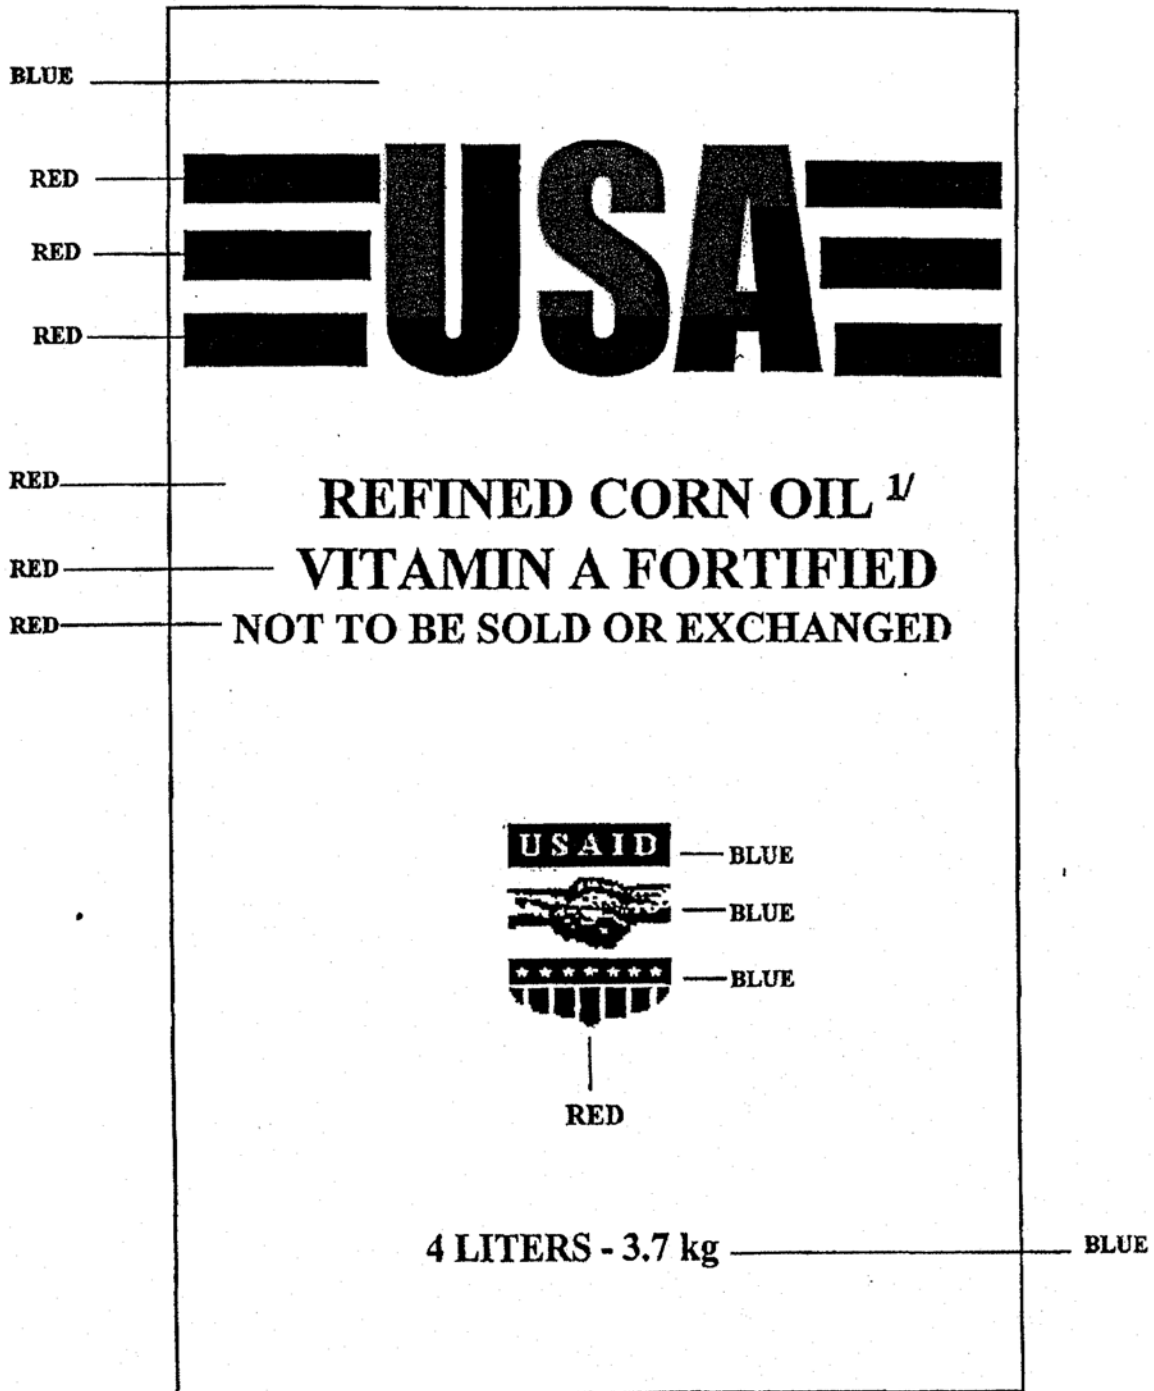 BLUE
USA
RED
RED
RED
RED REFINED CORN OIL 1/
RED VITAMIN A FORTIFIED
RED NOT TO BE SOLD OR EXCHANGED
USAID BLUE
BLUE
BLUE
RED
4 LITERS - 3.7 kg BLUE